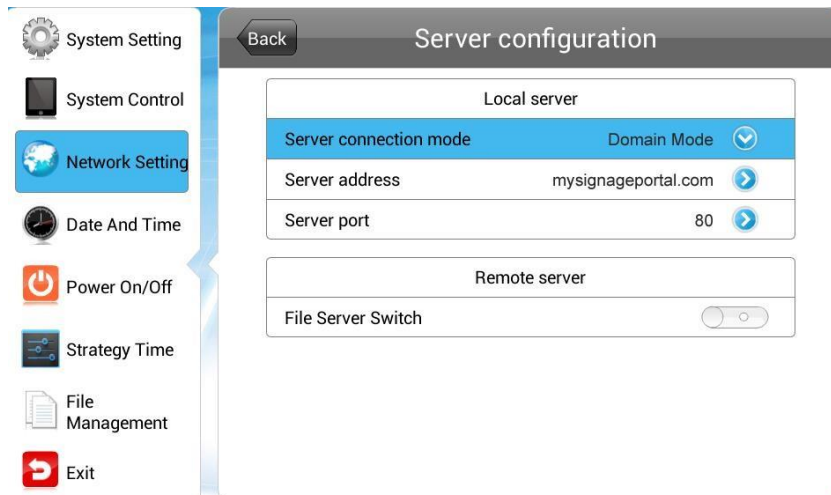 System Setting
System Control
Network Setting
Date And Time
Power On/Off
Strategy Time
File
Management
Exit
Back
Server configuration
Local server
Server connection mode Domain Mode
Server address mysignageportal.com
Server port 80
Remote server
File Server Switch